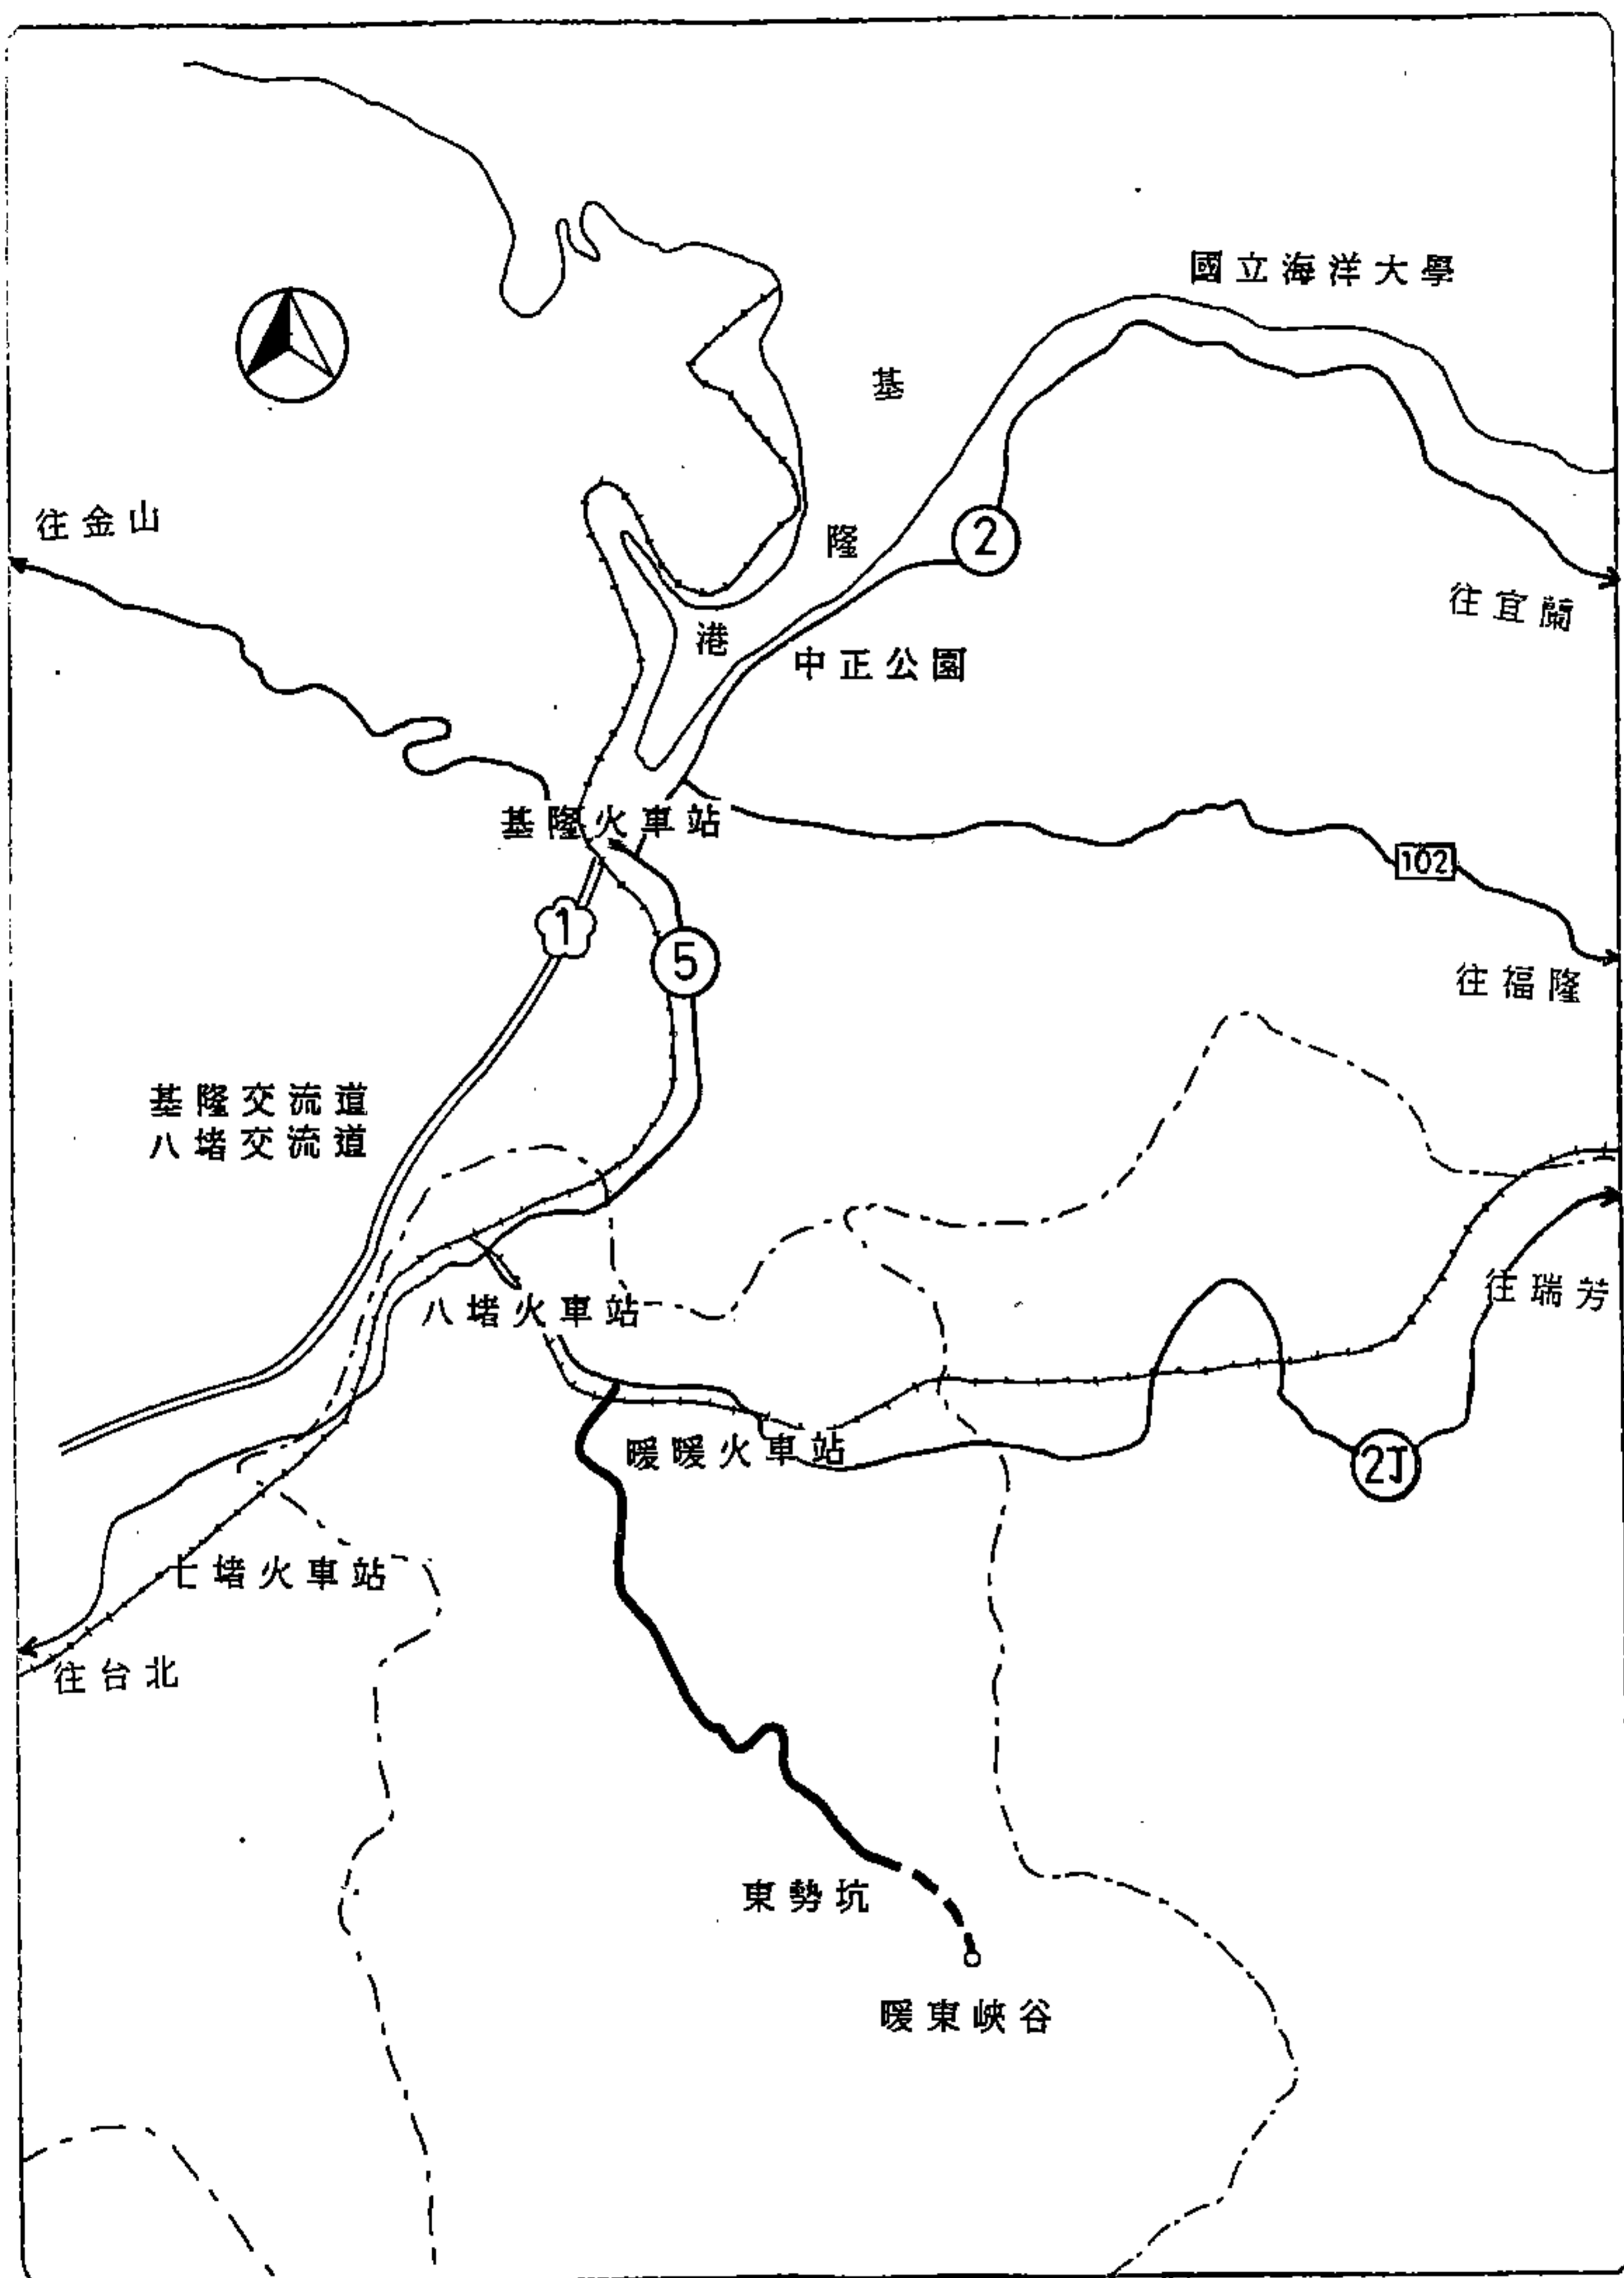 國立海洋大學
基
隆
港
往金山
2
往宜蘭
中正公園
基隆火車站
102
1
5
往福隆
基隆交流道
八堵交流道
往瑞芳
八堵火車站
暖暖火車站
2J
七堵火車站
往台北
東勢坑
暖東峽谷